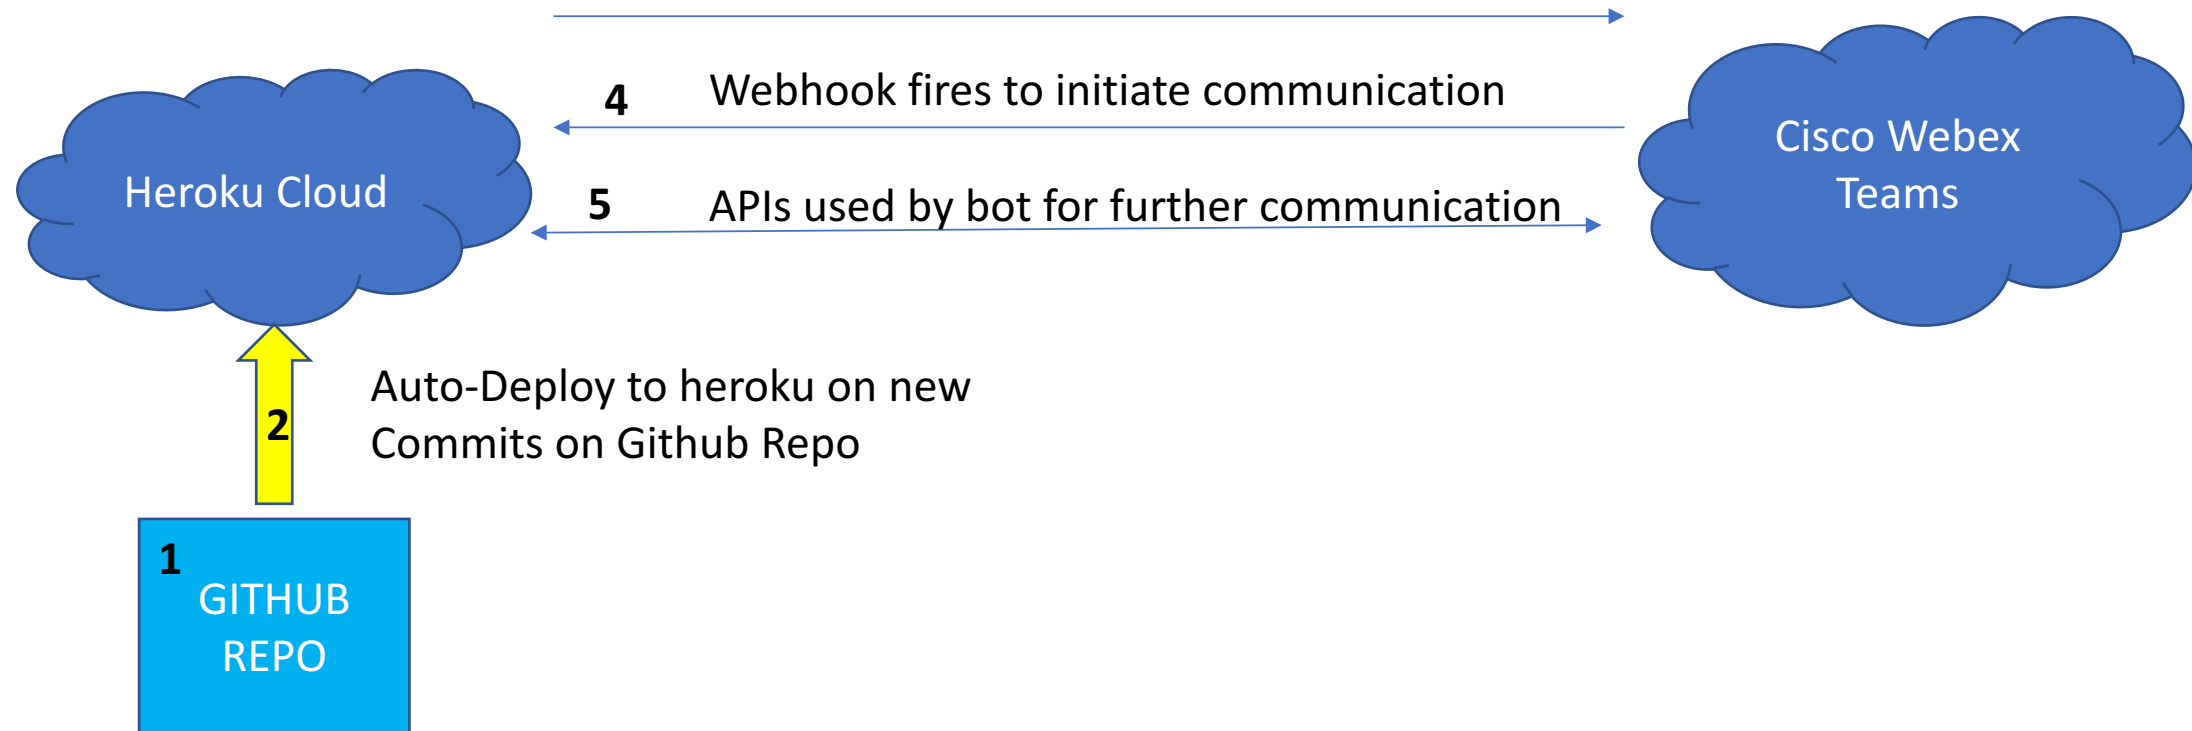 4 Webhook fires to initiate communication
Cisco Webex
Teams
Heroku Cloud
5 APIs used by bot for further communication
2
Auto-Deploy to heroku on new
Commits on Github Repo
1
GITHUB
REPO